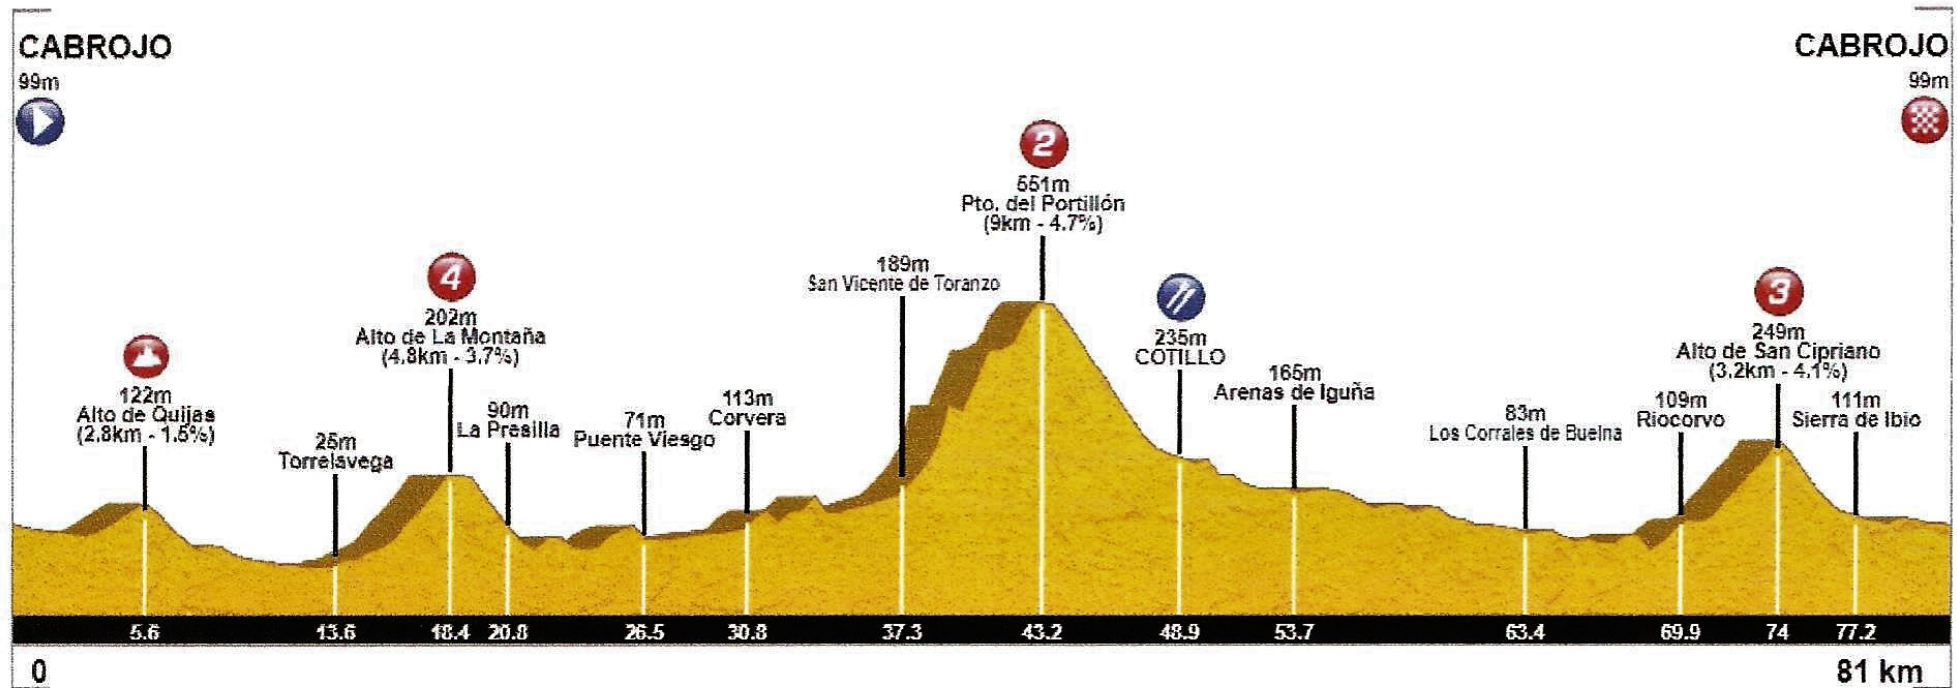 CABROJO
99m
CABROJO
99m
2
551m
Pto. del Portillón
(9km - 4.7%)
4
202m
Alto de La Montaña
(4.8km - 3.7%)
189m
San Vicente de Toranzo
235m
COTILLO
3
249m
Alto de San Cipriano
(3.2km - 4.1%)
122m
Alto de Quijas
(2.8km - 1.5%)
25m
Torrelavega
90m
La Presilla
71m
Puente Viesgo
113m
Corvera
165m
Arenas de Iguña
83m
Los Corrales de Buelna
109m
Riocorvo
111m
Sierra de Ibio
5.6 13.6 18.4 20.8 26.5 30.8 37.3 43.2 48.9 53.7 63.4 69.9 74 77.2
0 81 km